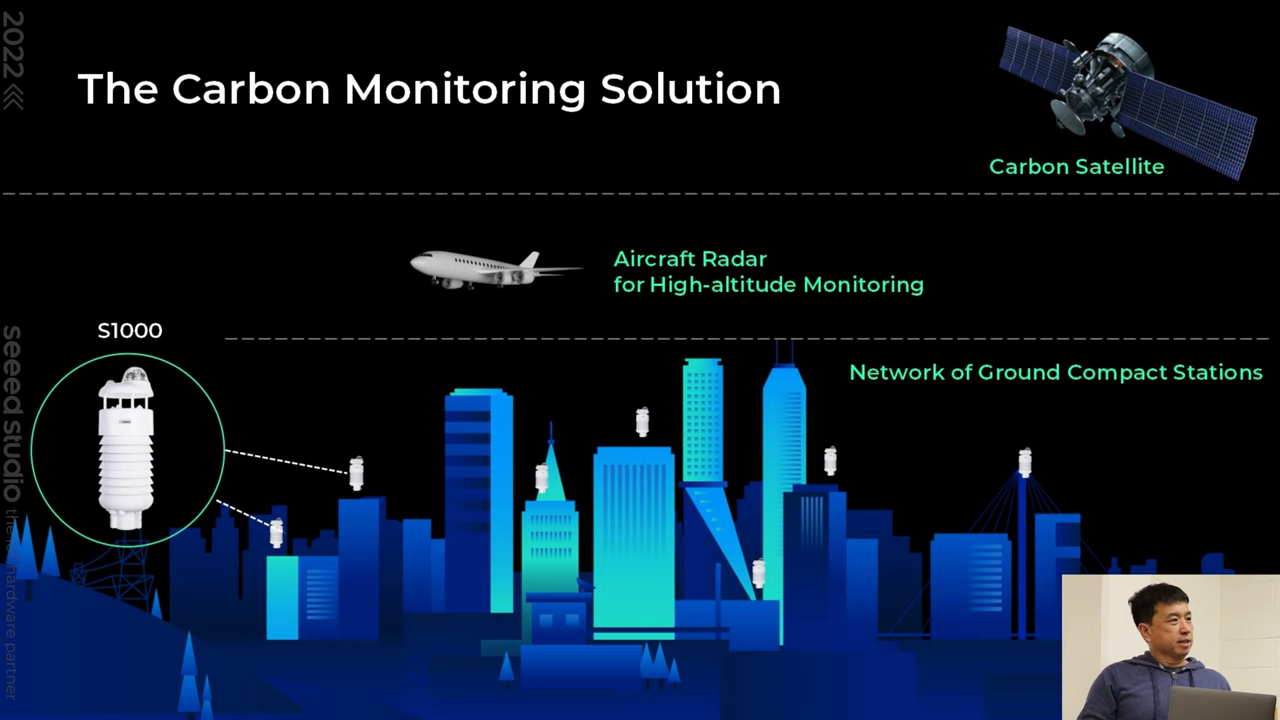 2022
The Carbon Monitoring Solution
Carbon Satellite
Aircraft Radar
for High-altitude Monitoring
S1000
Network of Ground Compact Stations
seeed studio
hardware partner